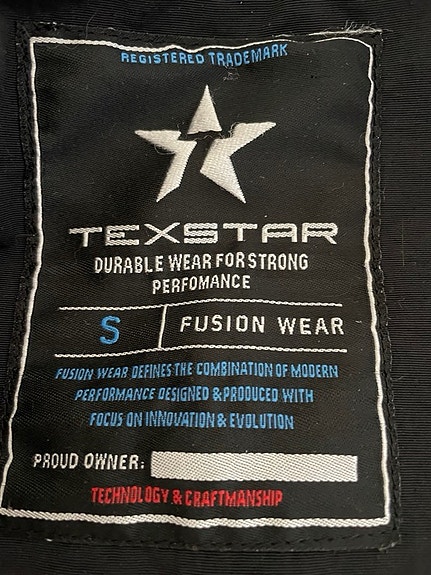 REGISTERED TRADEMARK
TEXSTAR
DURABLE WEAR FOR STRONG
PERFOMANCE
S FUSION WEAR
FUSION WEAR DEFINES THE COMBINATION OF MODERN
PERFORMANCE DESIGNED & PRODUCED WITH
FOCUS ON INNOVATION & EVOLUTION
PROUD OWNER:
TECHNOLOGY & CRAFTMANSHIP